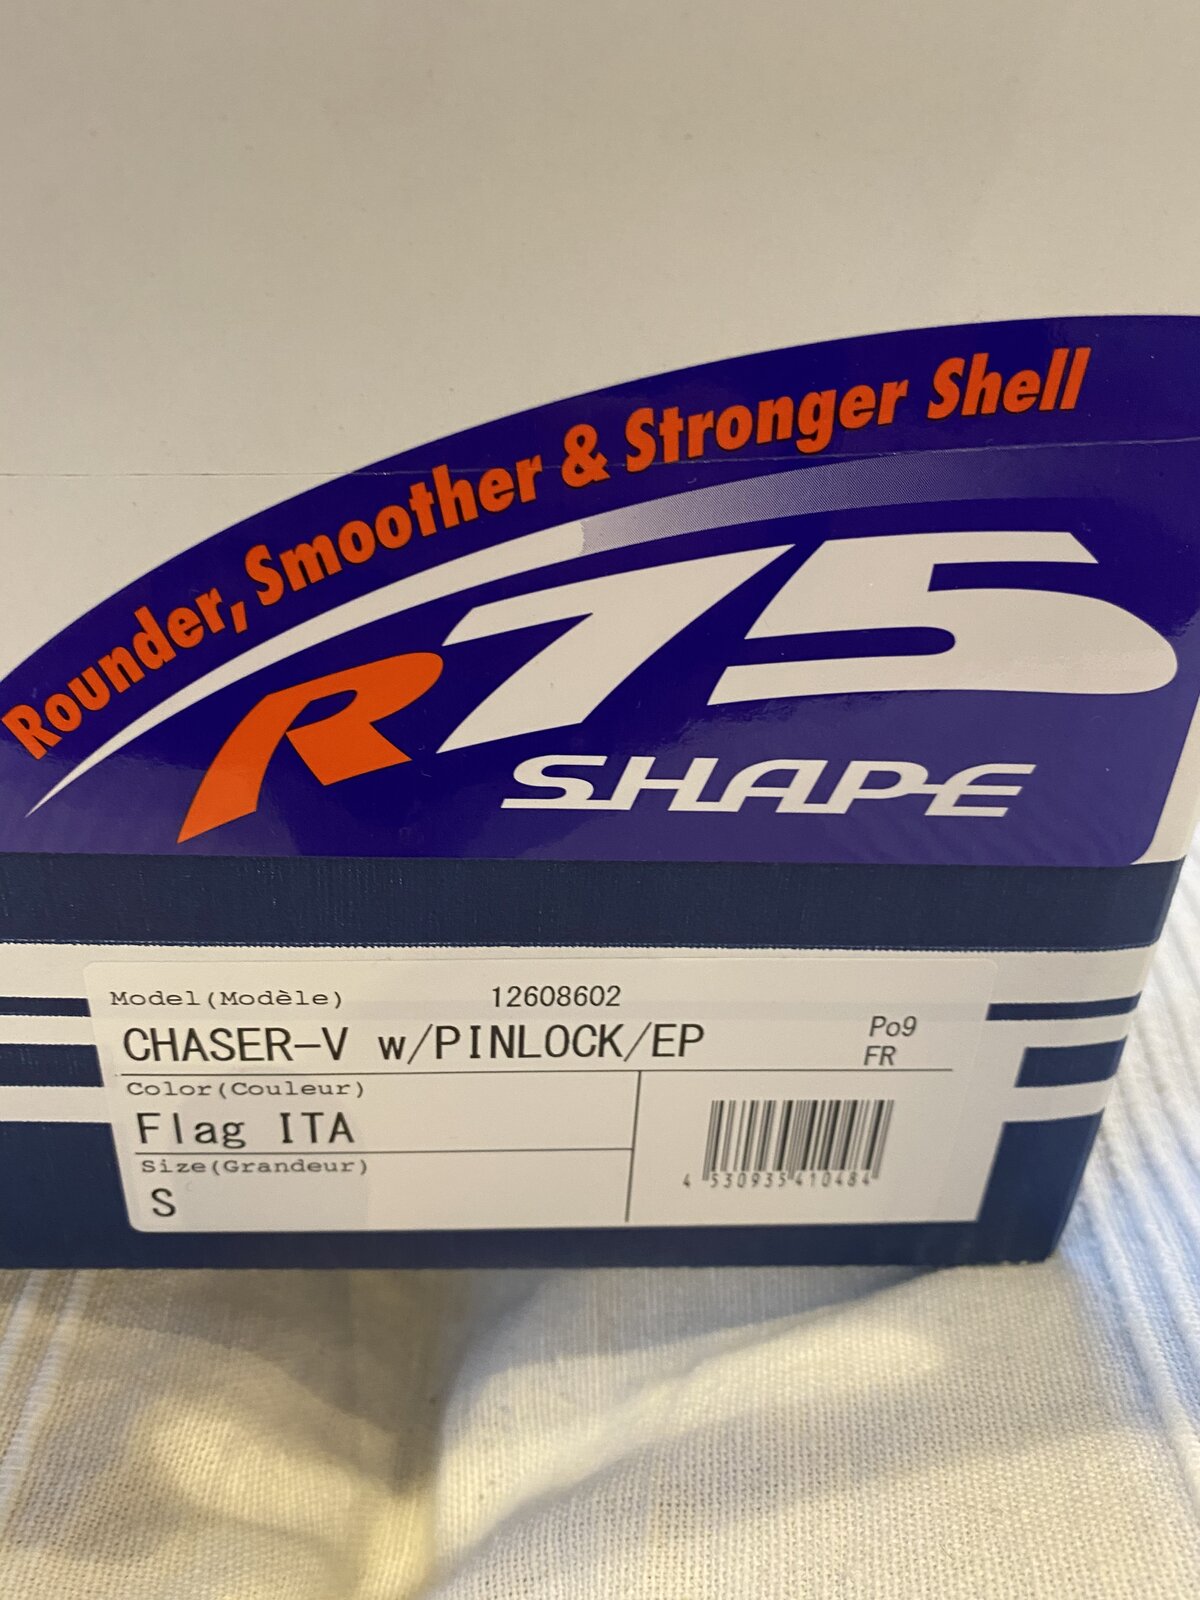 Rounder, Smoother & Stronger Shell
R75
SHAPE
Model(Modèle) 12608602
CHASER-V w/PINLOCK/EP
Po9
FR
Color(Couleur)
Flag ITA
Size(Grandeur)
S
4 530935 410484